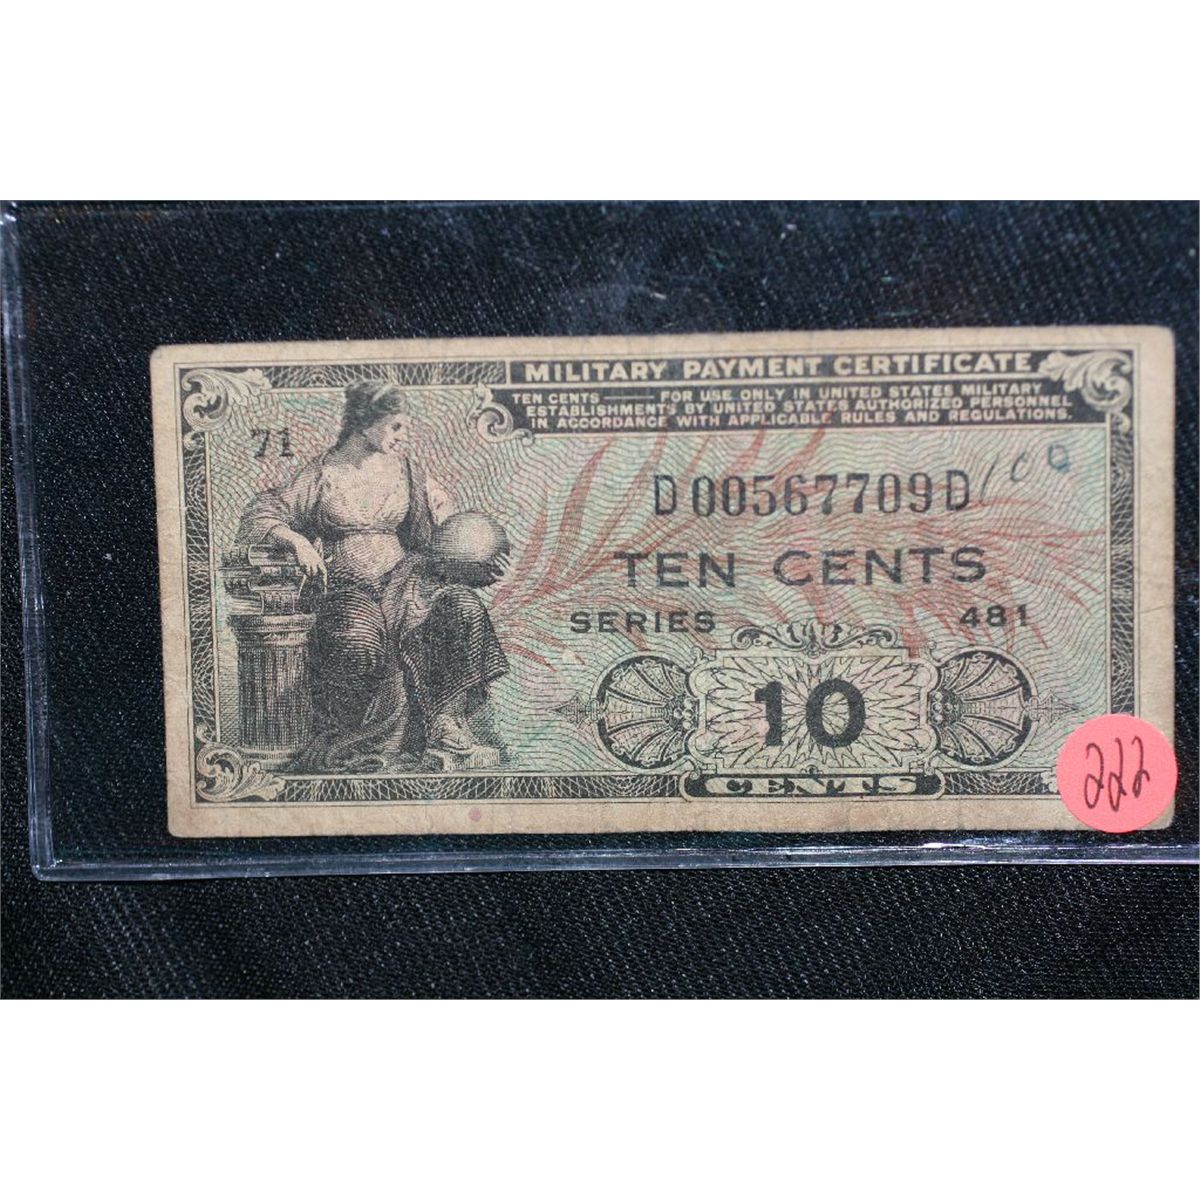 MILITARY PAYMENT CERTIFICATE
TEN CENTS —— FOR USE ONLY IN UNITED STATES MILITARY
ESTABLISHMENTS BY UNITED STATES AUTHORIZED PERSONNEL
IN ACCORDANCE WITH APPLICABLE RULES AND REGULATIONS.
71
100
D00567709D
TEN CENTS
SERIES 481
10
CENTS
222